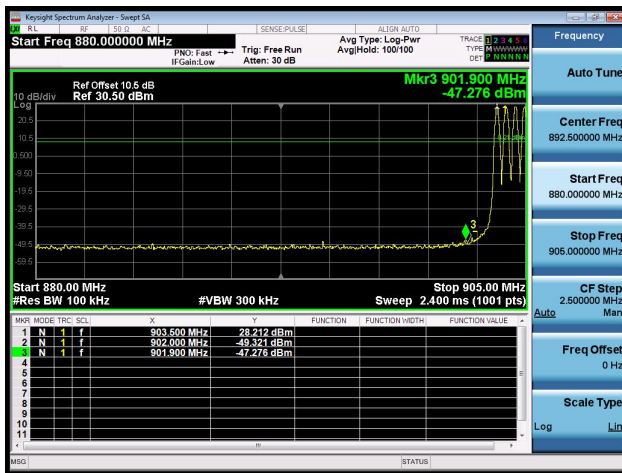 Keysight Spectrum Analyzer - Swept SA
RL RF 50 Ω AC SENSE:PULSE ALIGN AUTO
Start Freq 880.000000 MHz
PNO: Fast
IFGain:Low
Trig: Free Run
Atten: 30 dB
Avg Type: Log-Pwr
Avg|Hold: 100/100
TRACE 1 2 3 4 5 6
TYPE M W W W W W
DET P N N N N N
Ref Offset 10.5 dB
10 dB/div Ref 30.50 dBm
Log
Mkr3 901.900 MHz
-47.276 dBm
20.5
10.5
0.500
-9.50
-19.5
-29.5
-39.5
-49.5
-59.5
3
Start 880.00 MHz Stop 905.00 MHz
#Res BW 100 kHz #VBW 300 kHz Sweep 2.400 ms (1001 pts)
MKR MODE TRC SCL X Y FUNCTION FUNCTION WIDTH FUNCTION VALUE
1 N 1 f 903.500 MHz 28.212 dBm
2 N 1 f 902.000 MHz -49.321 dBm
3 N 1 f 901.900 MHz -47.276 dBm
4
5
6
7
8
9
10
11
MSG STATUS
Frequency
Auto Tune
Center Freq
892.500000 MHz
Start Freq
880.000000 MHz
Stop Freq
905.000000 MHz
CF Step
2.500000 MHz
Auto Man
Freq Offset
0 Hz
Scale Type
Log Lin